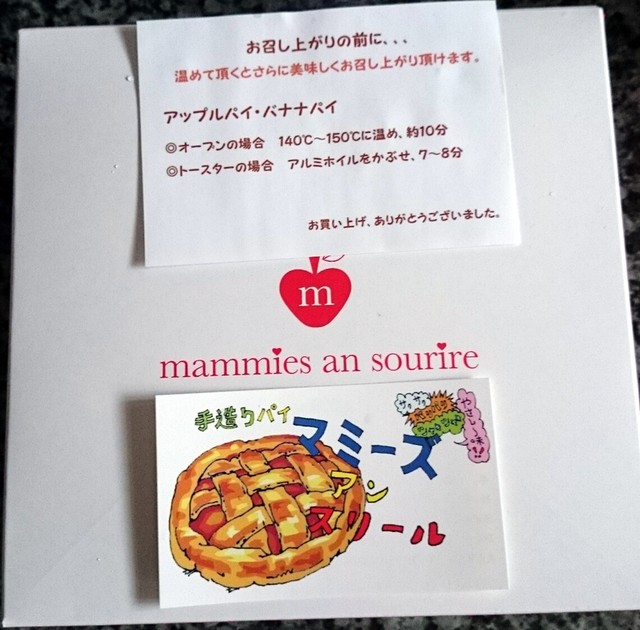 お召し上がりの前に、、、
温めて頂くとさらに美味しくお召し上がり頂けます。
アップルパイ・バナナパイ
◎オーブンの場合　140℃～150℃に温め、約10分
◎トースターの場合　アルミホイルをかぶせ、7～8分
お買い上げ、ありがとうございました。
m
mammies an sourire
手造りパイ
マミーズ
アン
スリール
やさしい味!!